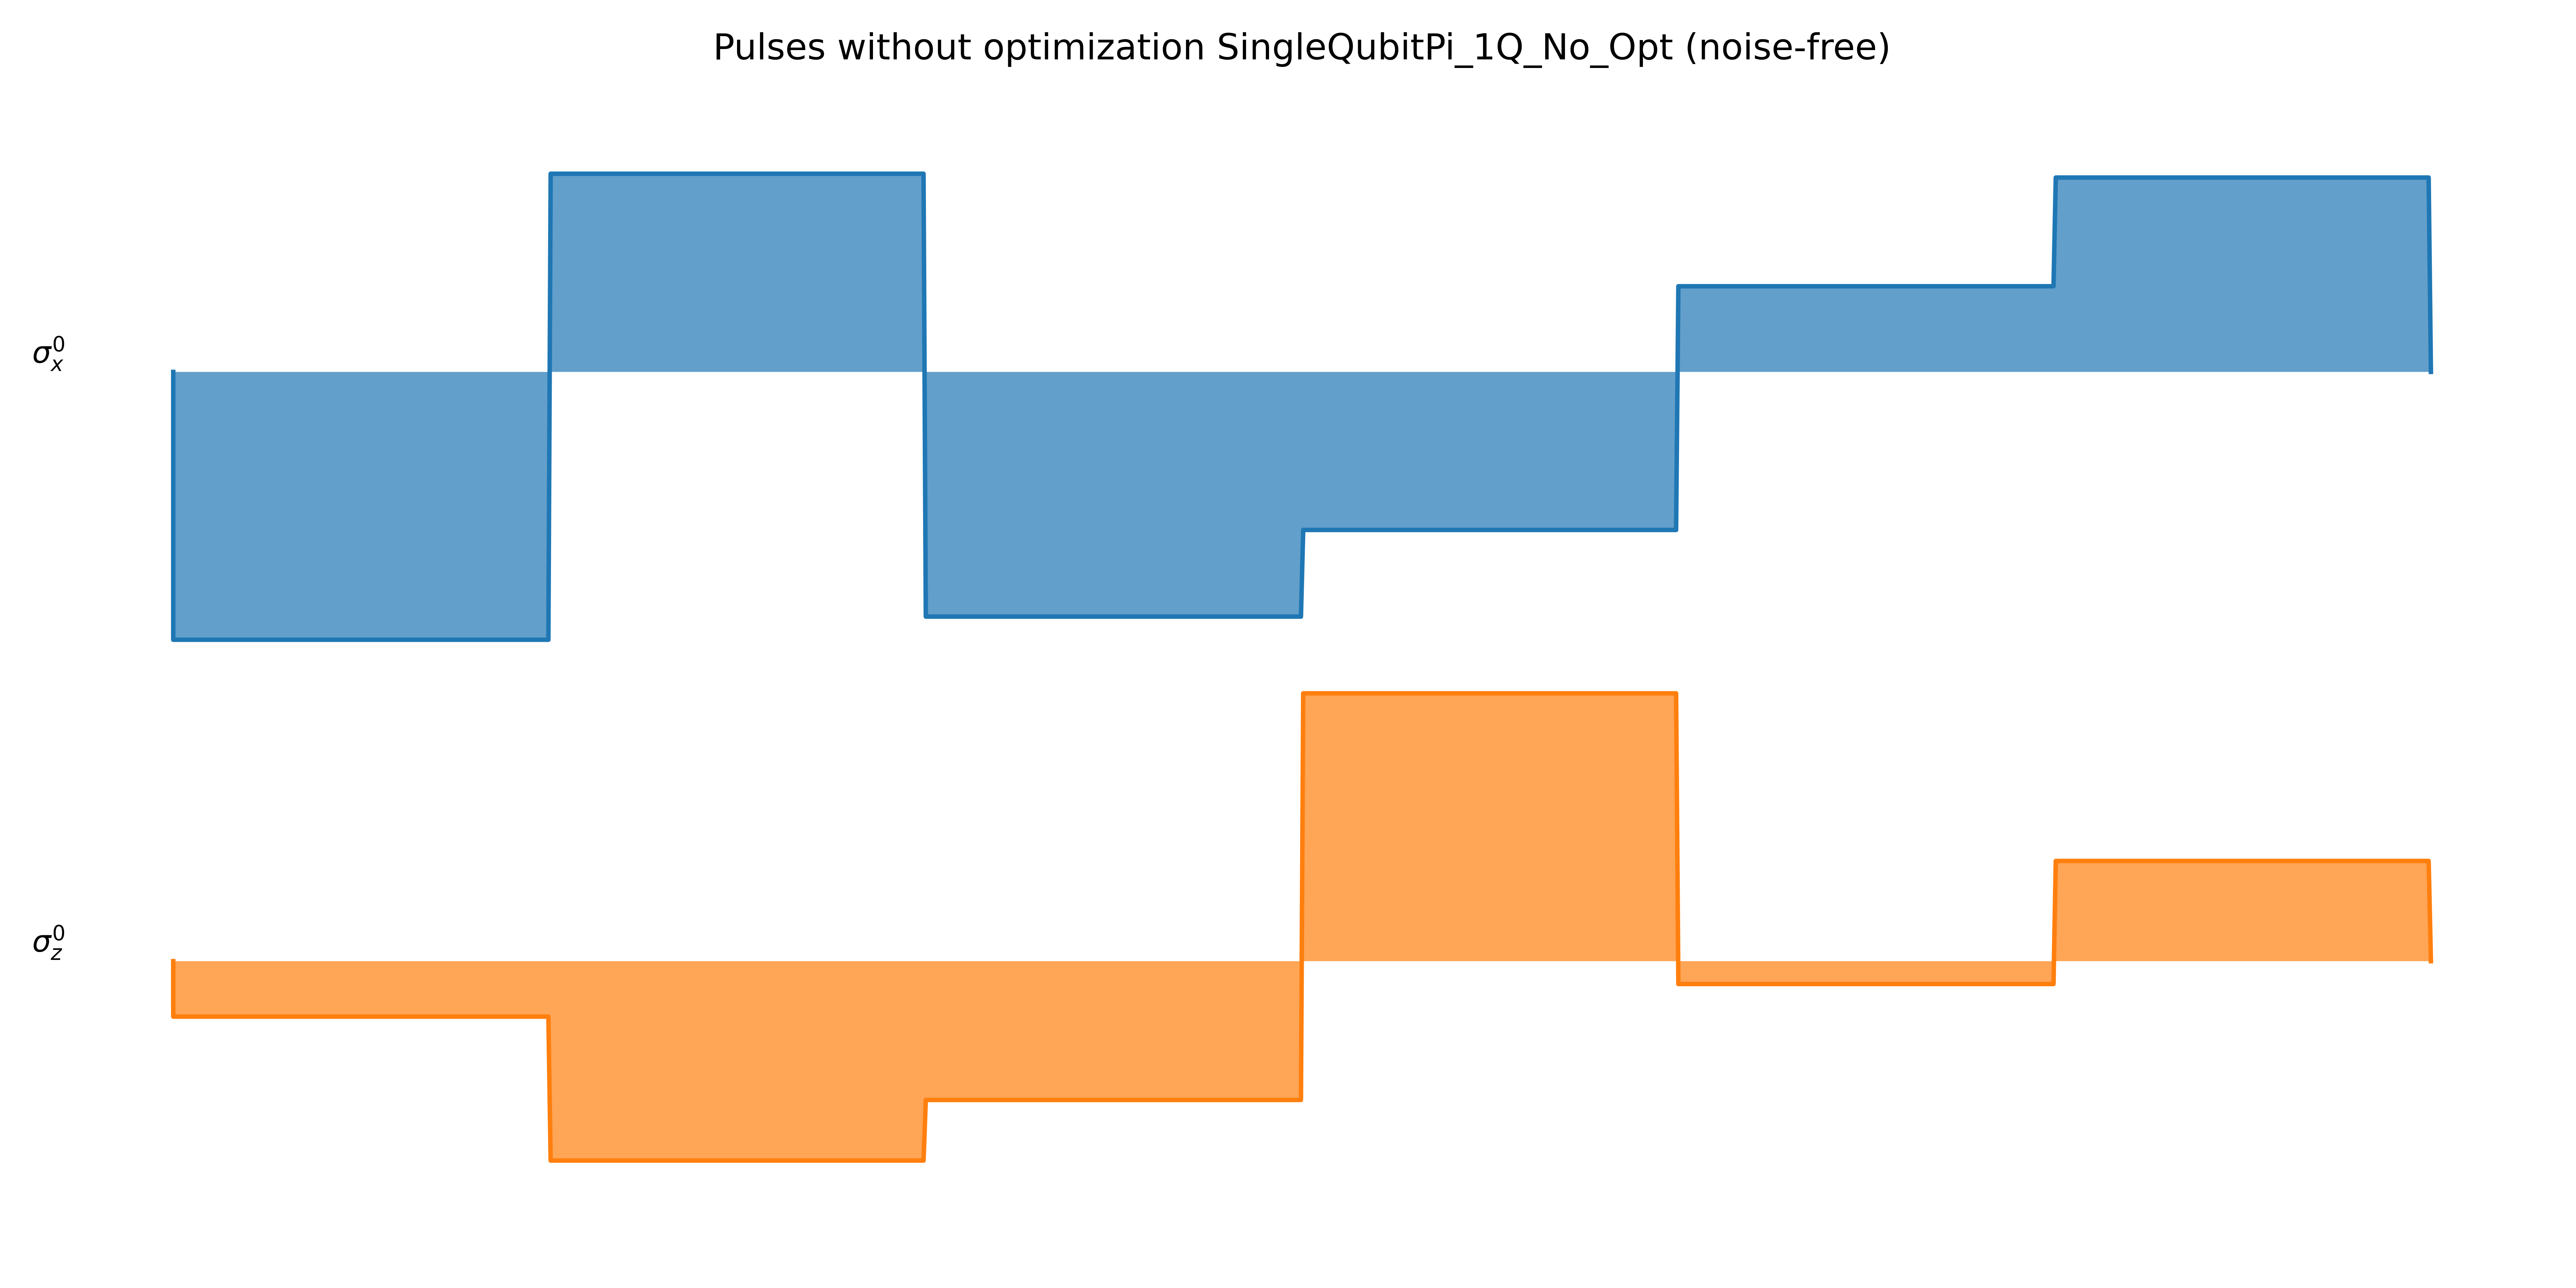 Pulses without optimization SingleQubitPi_1Q_No_Opt (noise-free)
σ_x^0
σ_z^0